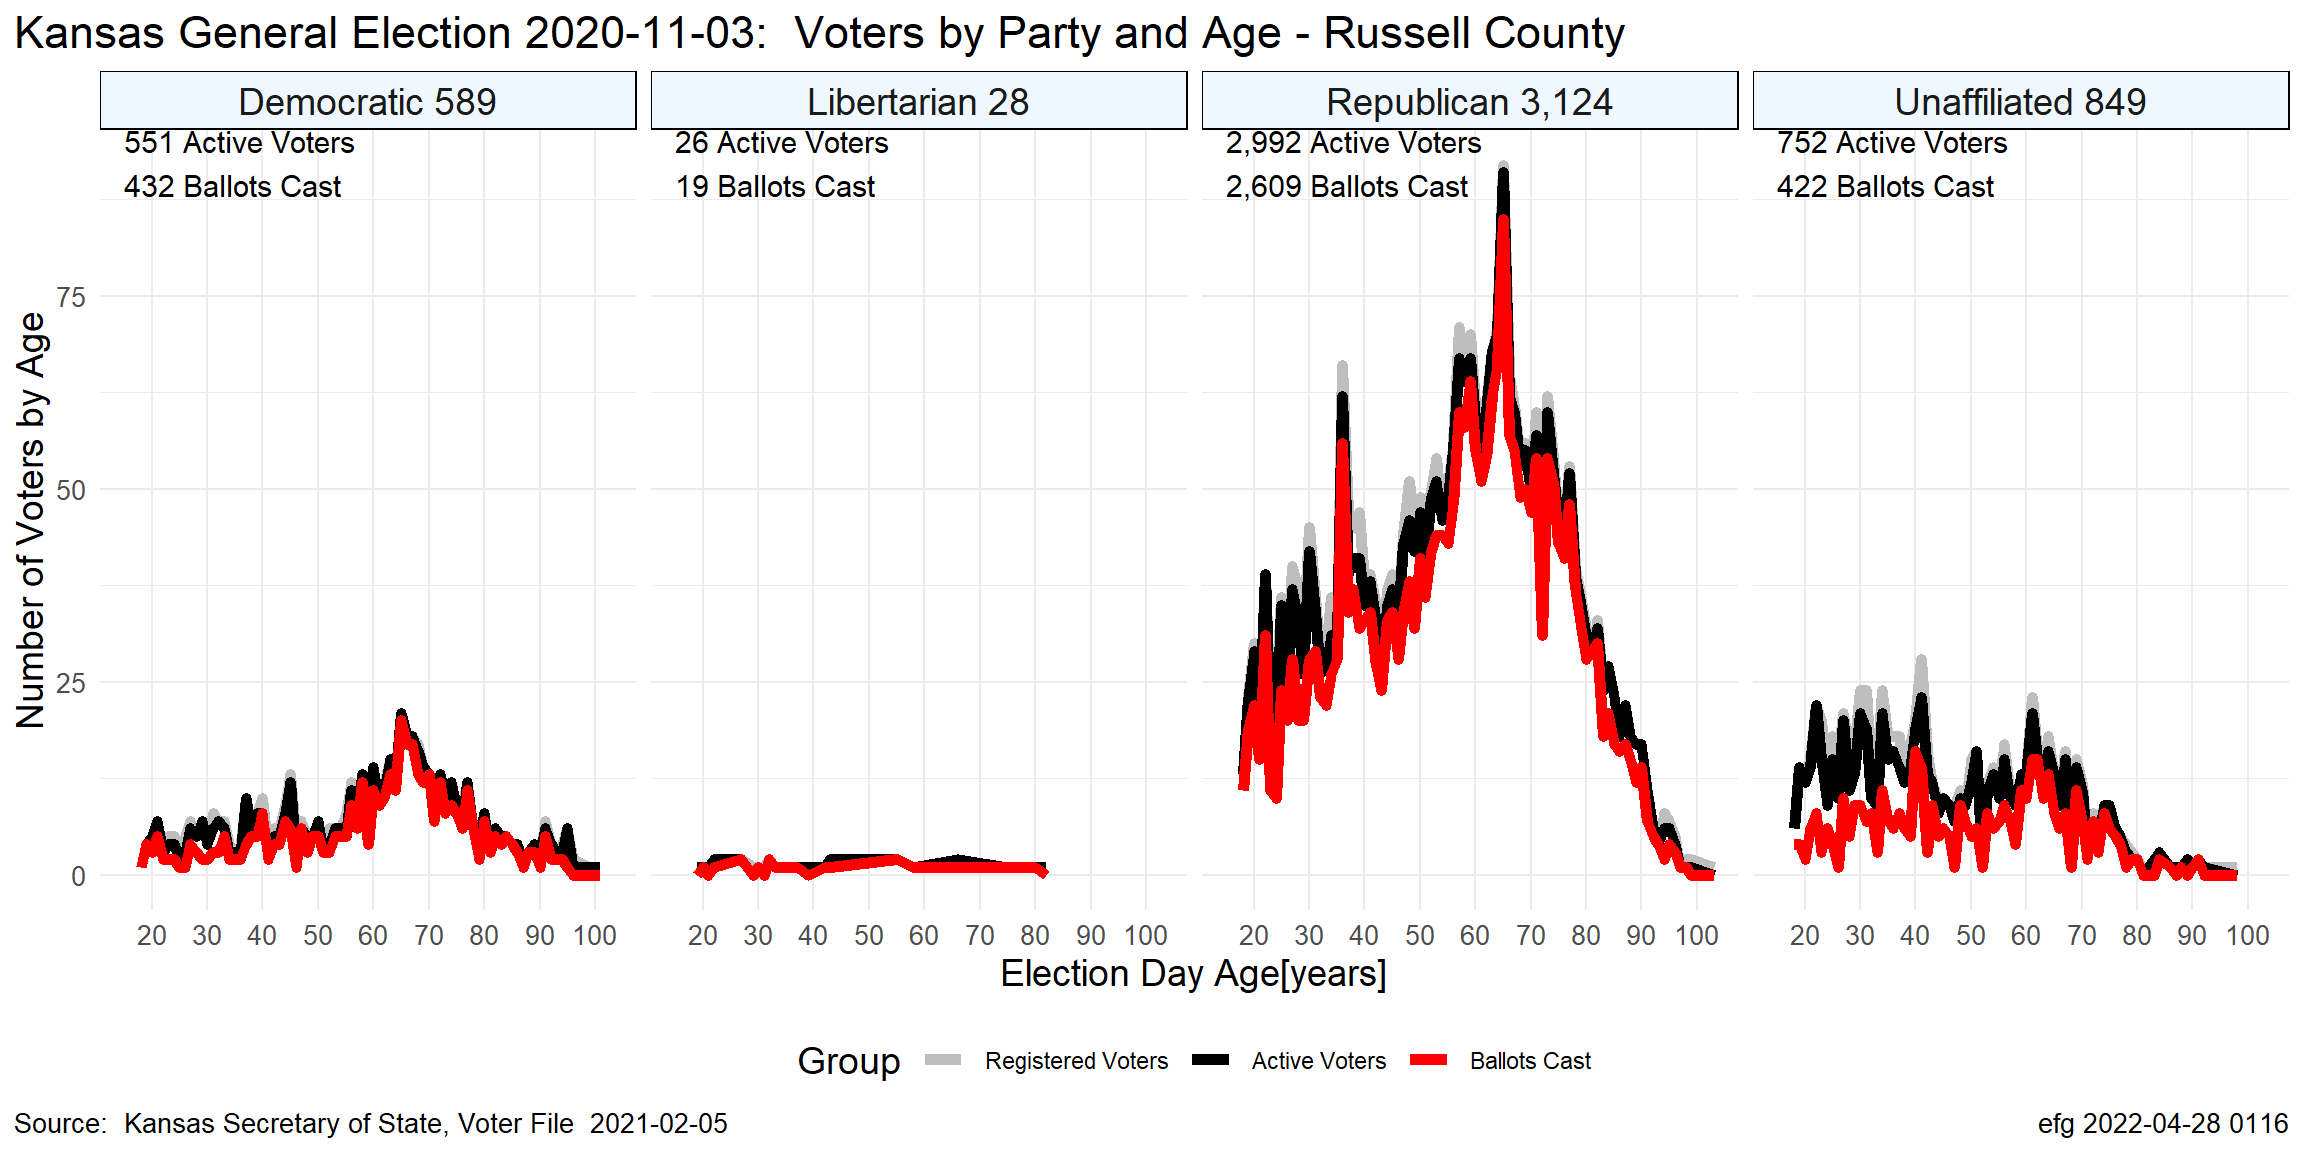 Kansas General Election 2020-11-03:  Voters by Party and Age - Russell County
Democratic 589
Libertarian 28
Republican 3,124
Unaffiliated 849
551 Active Voters
432 Ballots Cast
26 Active Voters
19 Ballots Cast
2,992 Active Voters
2,609 Ballots Cast
752 Active Voters
422 Ballots Cast
Number of Voters by Age
75
50
25
0
20 30 40 50 60 70 80 90 100
20 30 40 50 60 70 80 90 100
20 30 40 50 60 70 80 90 100
20 30 40 50 60 70 80 90 100
Election Day Age[years]
Group Registered Voters Active Voters Ballots Cast
Source:  Kansas Secretary of State, Voter File  2021-02-05
efg 2022-04-28 0116